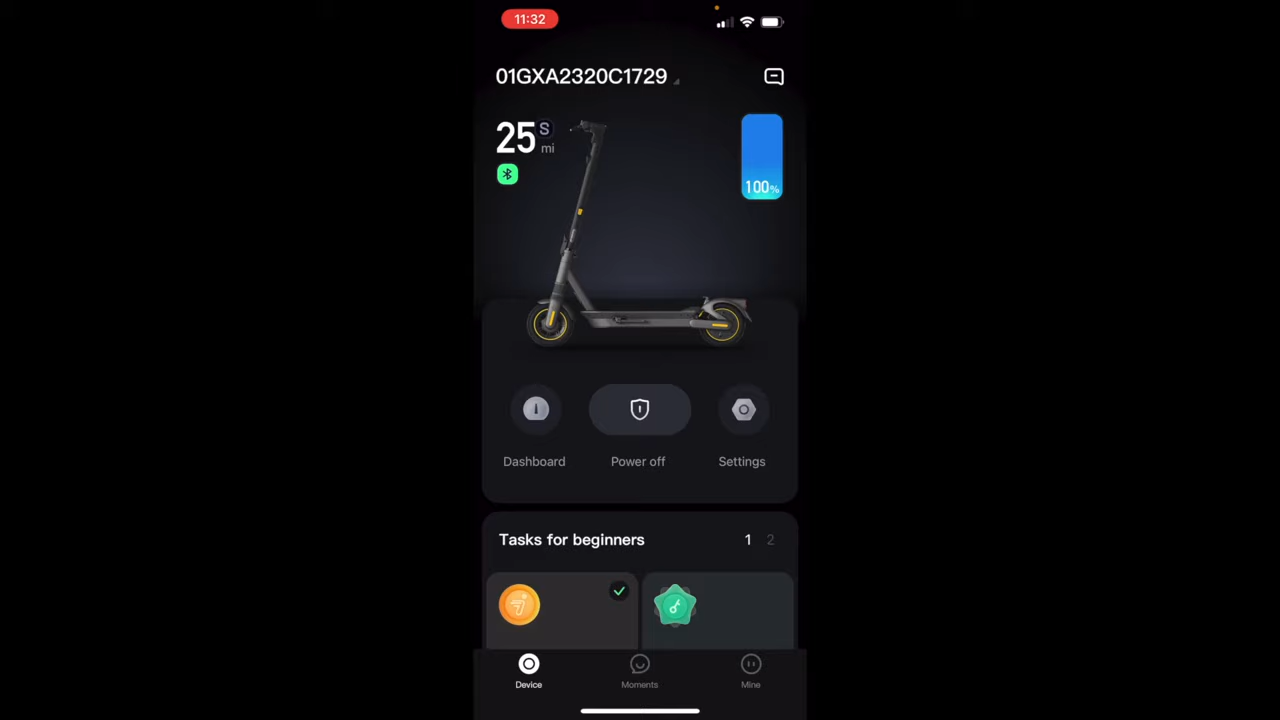 11:32
01GXA2320C1729
25 S
mi
100%
Dashboard
Power off
Settings
Tasks for beginners
1 2
Device
Moments
Mine